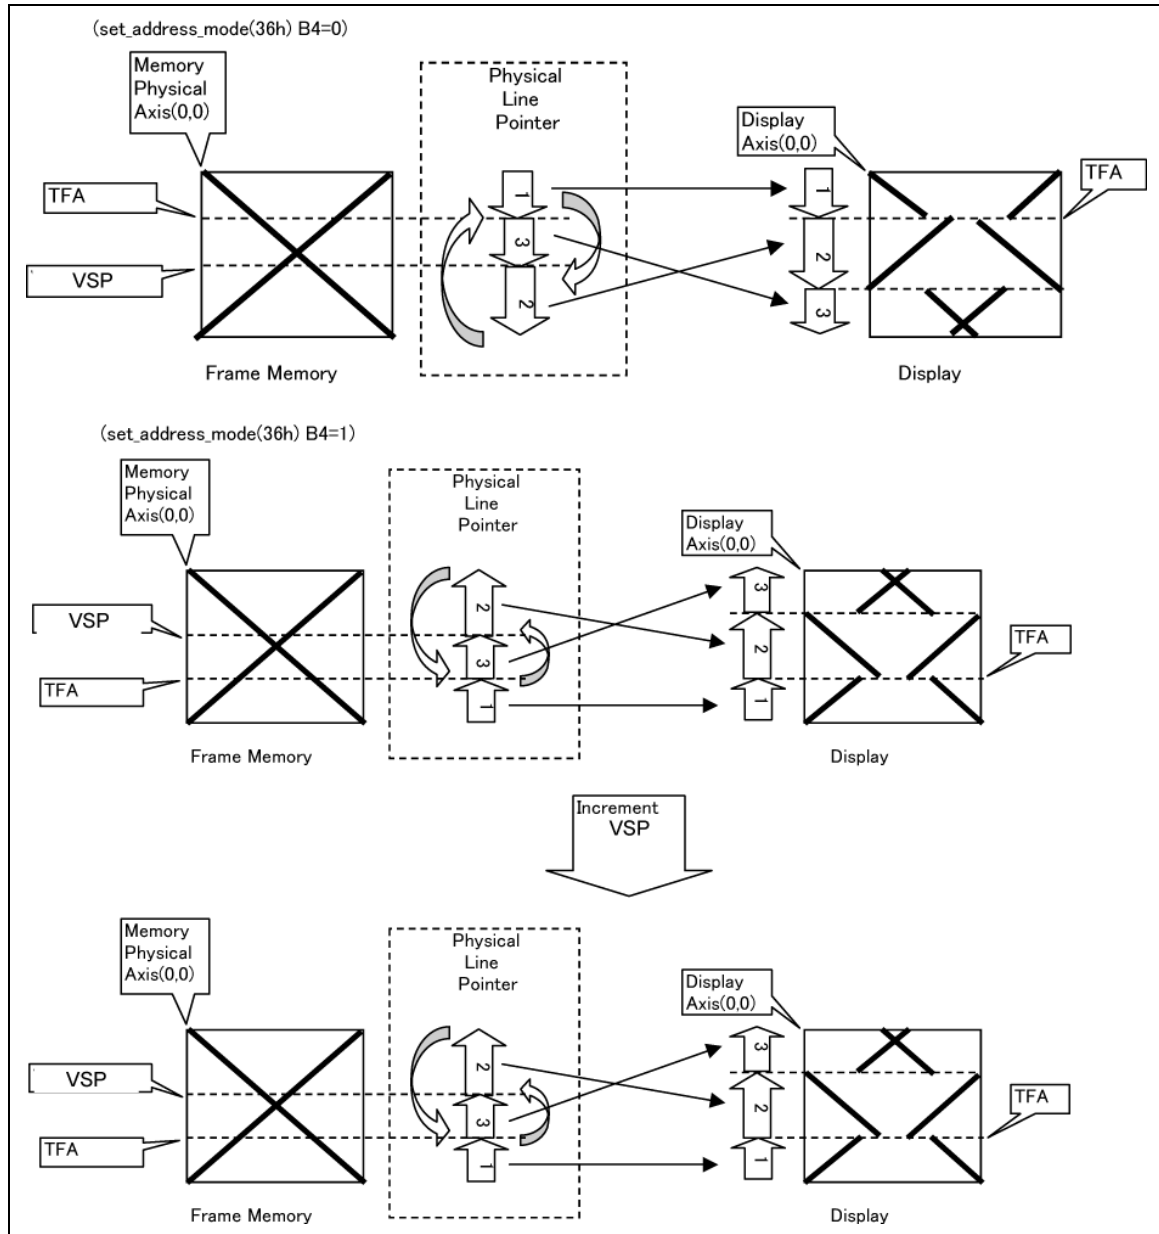 (set_address_mode(36h) B4=0)
Memory
Physical
Axis(0,0)
Physical
Line
Pointer
Display
Axis(0,0)
TFA
TFA
VSP
1
3
2
1
2
3
Frame Memory
Display
(set_address_mode(36h) B4=1)
Memory
Physical
Axis(0,0)
Physical
Line
Pointer
Display
Axis(0,0)
VSP
TFA
TFA
2
3
1
3
2
1
Frame Memory
Display
Increment
VSP
Memory
Physical
Axis(0,0)
Physical
Line
Pointer
Display
Axis(0,0)
VSP
TFA
TFA
2
3
1
3
2
1
Frame Memory
Display